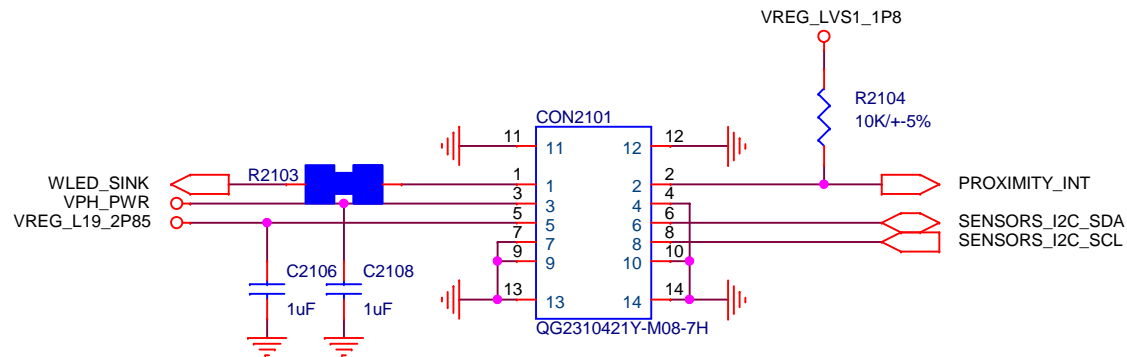 VREG_LVS1_1P8
R2104
10K/+-5%
CON2101
11 11 12 12
R2103
WLED_SINK 1 1 2 2 PROXIMITY_INT
VPH_PWR 3 3 4 4
VREG_L19_2P85 5 5 6 6 SENSORS_I2C_SDA
7 7 8 8 SENSORS_I2C_SCL
9 9 10 10
C2106 C2108
13 13 14 14
1uF 1uF
QG2310421Y-M08-7H